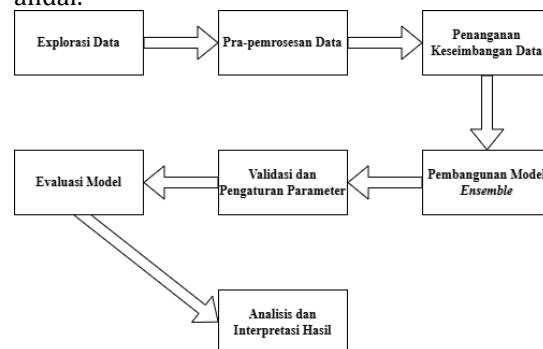 andal.
Explorasi Data
Pra-pemrosesan Data
Penanganan
Keseimbangan Data
Pembangunan Model
Ensemble
Validasi dan
Pengaturan Parameter
Evaluasi Model
Analisis dan
Interpretasi Hasil